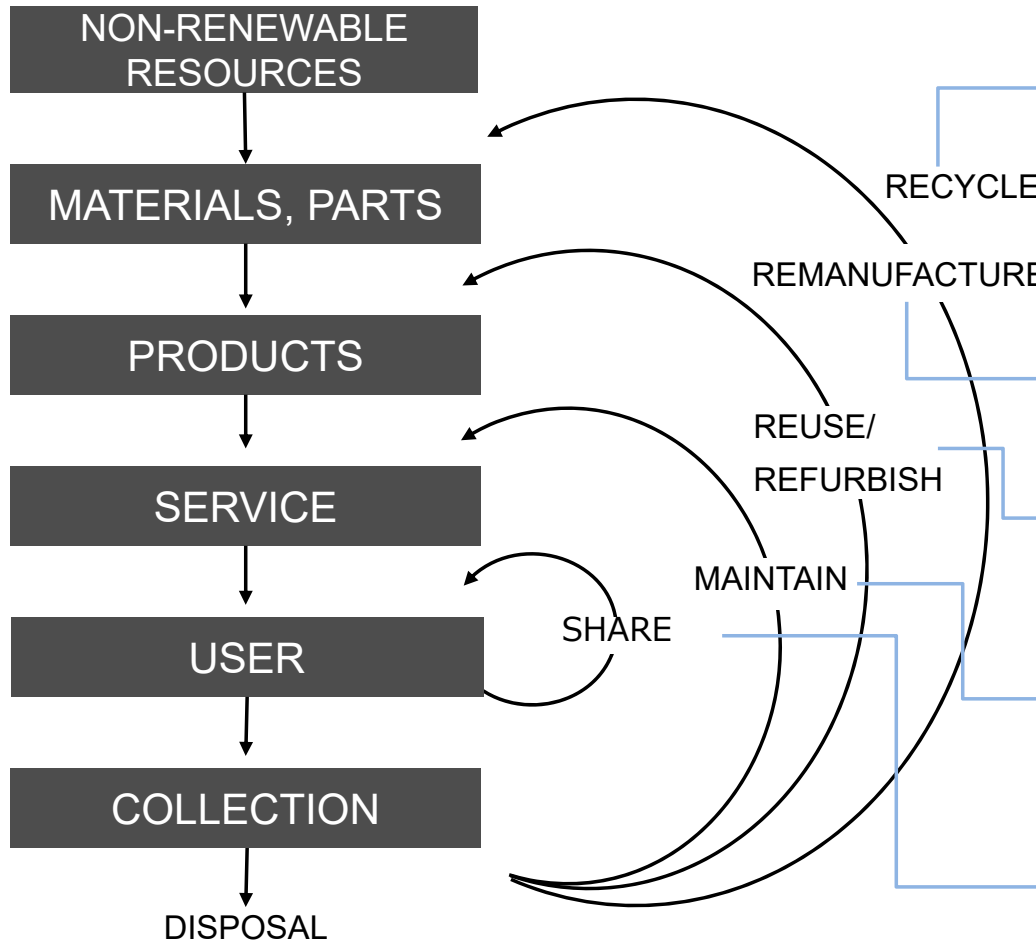 NON-RENEWABLE
RESOURCES
MATERIALS, PARTS
PRODUCTS
SERVICE
USER
COLLECTION
DISPOSAL
RECYCLE
REMANUFACTURE
REUSE/
REFURBISH
MAINTAIN
SHARE